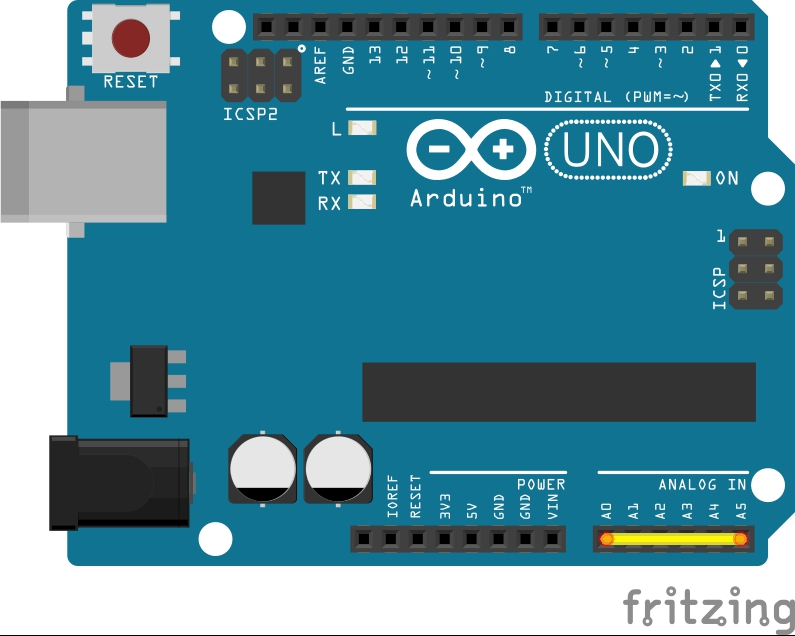 RESET
ICSP2
AREF
GND
13
12
~11
~10
~9
8
7
~6
~5
4
~3
2
TX0▶1
RX0◀0
DIGITAL (PWM=~)
L
TX
RX
Arduino™
UNO
ON
1
ICSP
IOREF
RESET
3V3
5V
GND
GND
VIN
POWER
ANALOG IN
A0
A1
A2
A3
A4
A5
fritzing